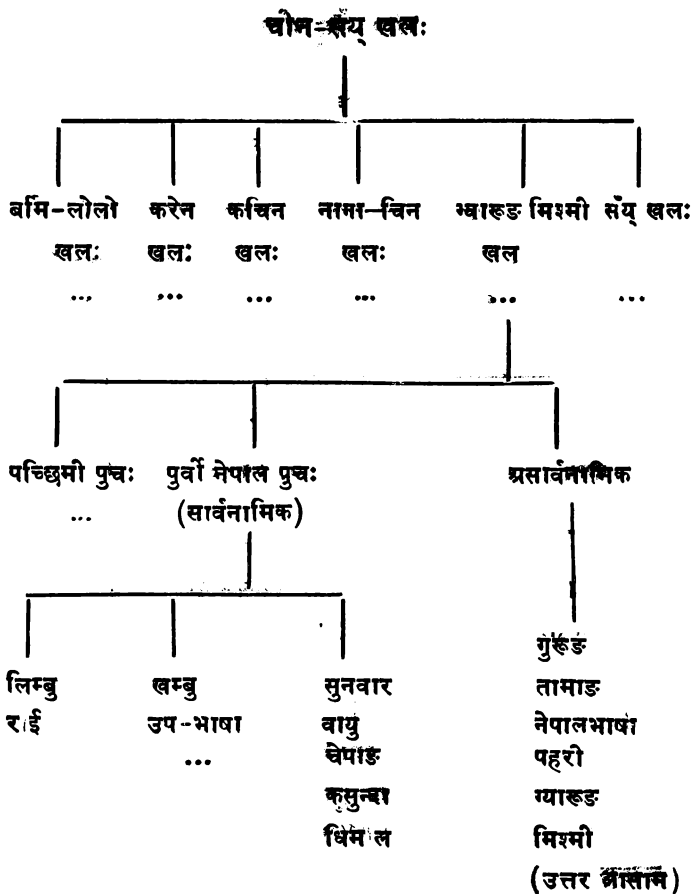 चीन-सँय् खलः
बर्मि-लोलो करेन कचिन नागा-चिन ग्वारूङ मिश्मी सँय् खलः
खलः खलः खलः खलः खल
... ... ... ... ... ...
पच्छिमी पुचः पुर्वी नेपाल पुचः असार्वनामिक
... (सार्वनामिक)
गुरूङ
लिम्बु खम्बु सुनवार तामाङ
राई उप-भाषा वायु नेपालभाषा
... चेपाङ पहरी
कसुन्दा ग्यारूङ
धिमाल मिश्मी
(उत्तर आसाम)